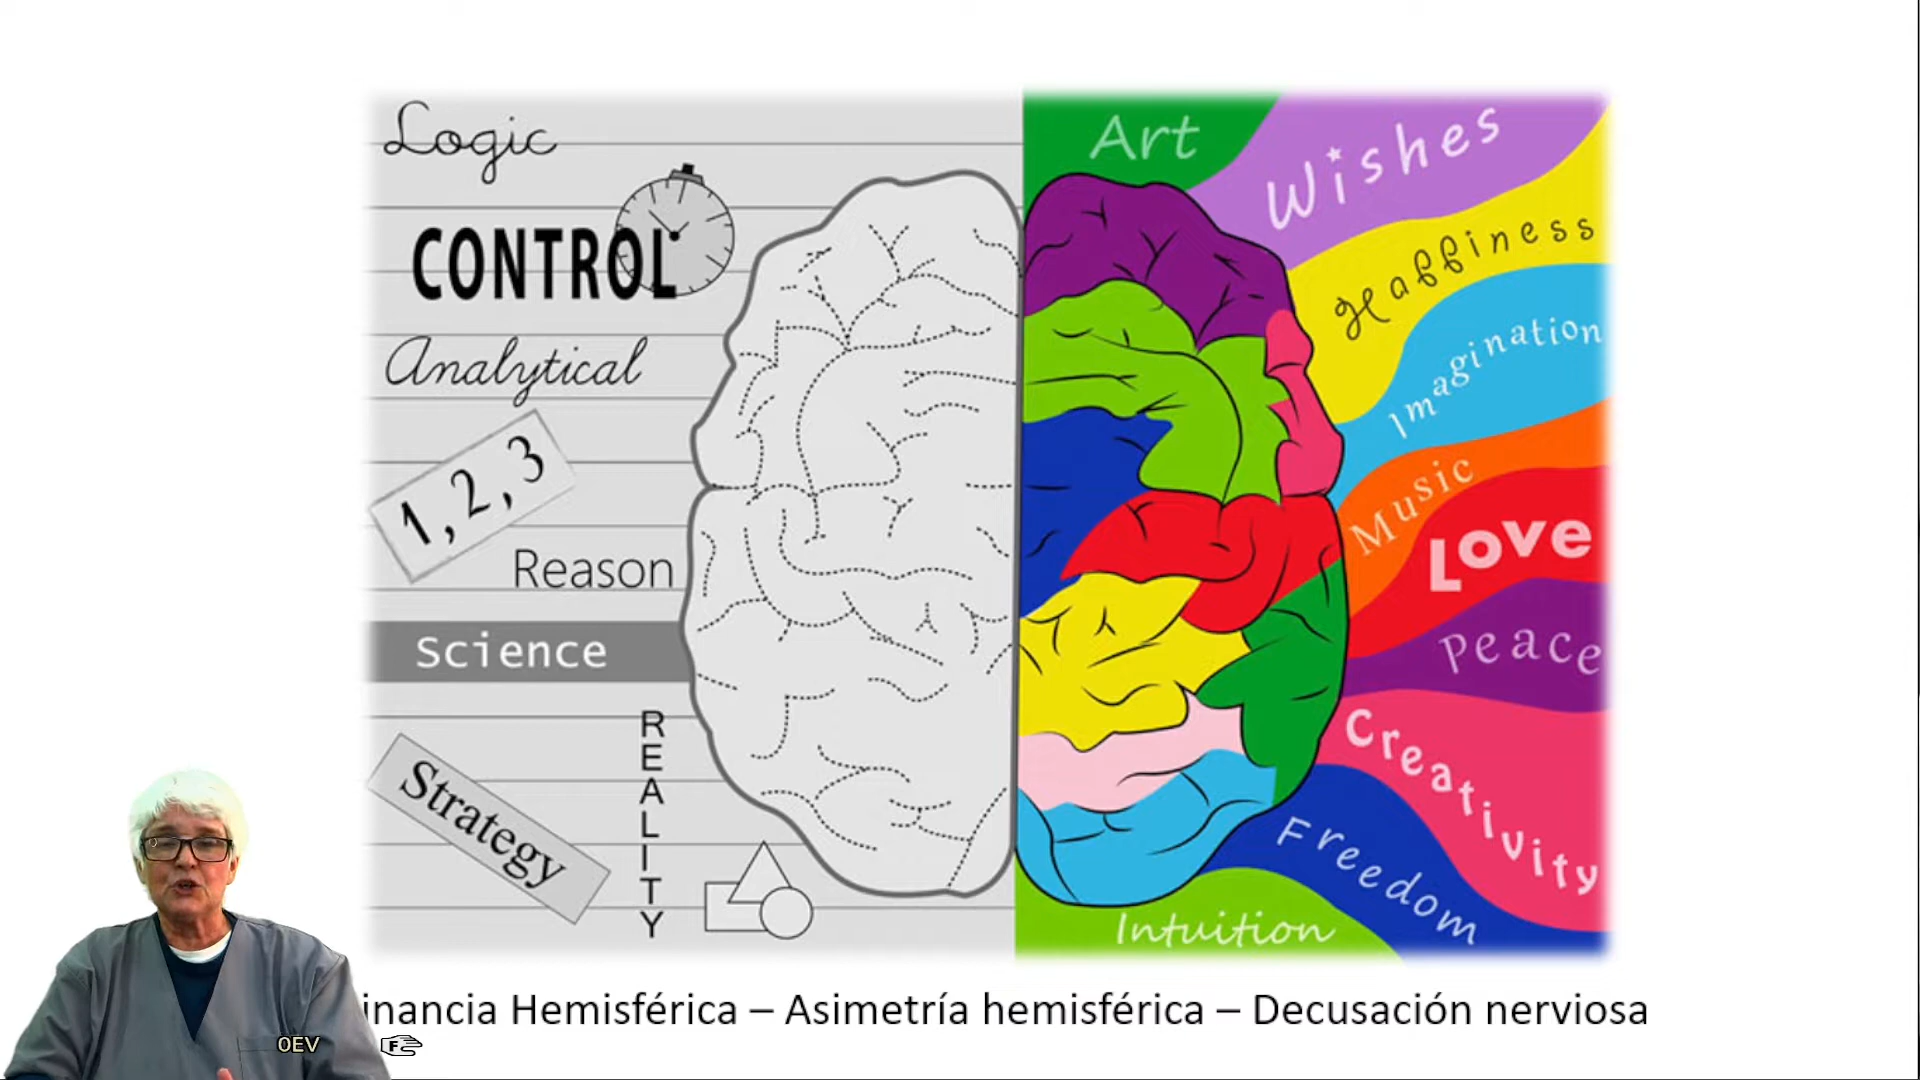 Logic
CONTROL
Analytical
1, 2, 3
Reason
Science
REALITY
Strategy
Art
Wishes
Happiness
Imagination
Music
Love
Peace
Creativity
Freedom
Intuition
inancia Hemisférica – Asimetría hemisférica – Decusación nerviosa
OEV
F